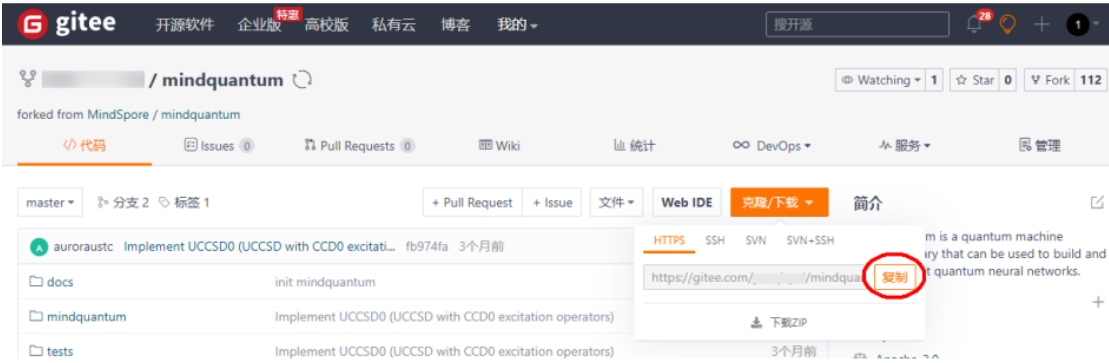 G gitee 开源软件 企业版 特惠 高校版 私有云 博客 我的 搜开源 28 1
/ mindquantum Watching 1 Star 0 Fork 112
forked from MindSpore / mindquantum
代码 Issues 0 Pull Requests 0 Wiki 统计 DevOps 服务 管理
master 分支 2 标签 1 + Pull Request + Issue 文件 Web IDE 克隆/下载 简介
auroraustc Implement UCCSD0 (UCCSD with CCD0 excitati... fb974fa 3个月前
HTTPS SSH SVN SVN+SSH
m is a quantum machine
ry that can be used to build and
t quantum neural networks.
https://gitee.com/ /mindqua 复制
docs init mindquantum
下载ZIP
mindquantum Implement UCCSD0 (UCCSD with CCD0 excitation operators)
tests Implement UCCSD0 (UCCSD with CCD0 excitation operators) 3个月前